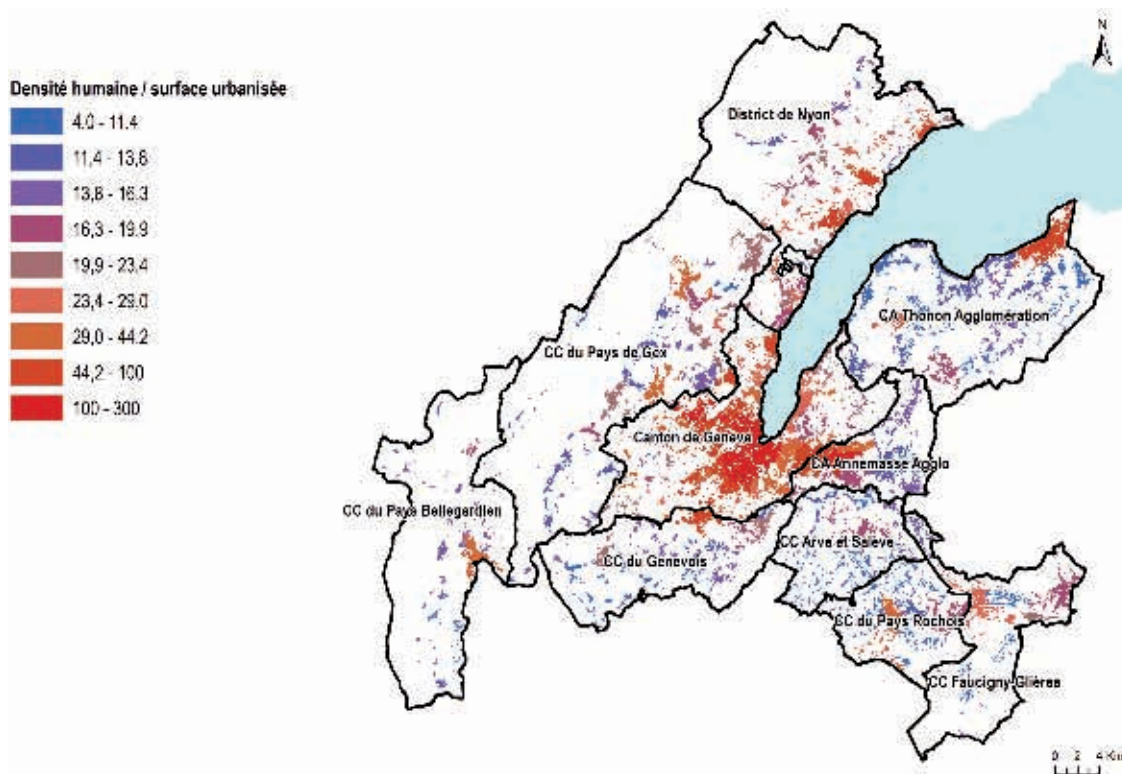 N
Densité humaine / surface urbanisée
4.0 - 11.4
11,4 - 13,8
13,8 - 16.3
16,3 - 19.9
19,9 - 23.4
23,4 - 29.0
29,0 - 44.2
44,2 - 100
100 - 300
District de Nyon
CA Thonon Agglomération
CC du Pays de Gex
Canton de Genève
CA Annemasse Agglo
CC du Pays Bellegardien
CC Arve et Salève
CC du Genevois
CC du Pays Rochois
CC Faucigny-Glières
0 2 4 Km